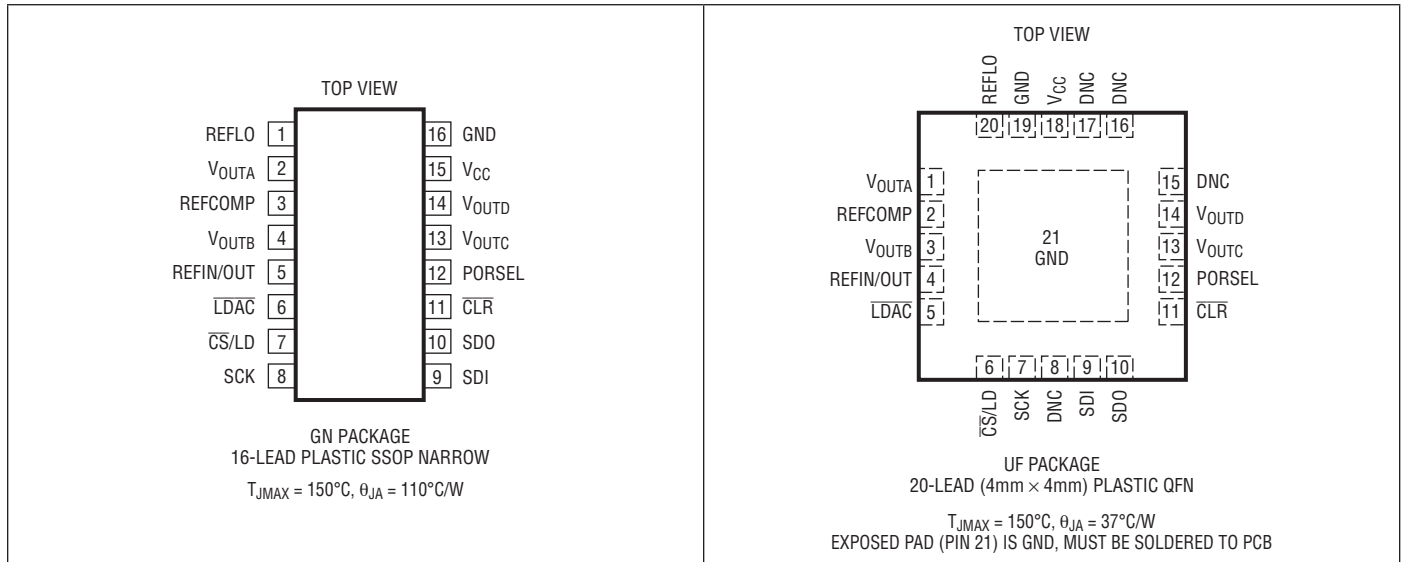 TOP VIEW
REFLO 1
VOUTA 2
REFCOMP 3
VOUTB 4
REFIN/OUT 5
LDAC 6
CS/LD 7
SCK 8
16 GND
15 VCC
14 VOUTD
13 VOUTC
12 PORSEL
11 CLR
10 SDO
9 SDI
GN PACKAGE
16-LEAD PLASTIC SSOP NARROW
TJMAX = 150°C, θJA = 110°C/W
TOP VIEW
REFLO GND VCC DNC DNC
20 19 18 17 16
VOUTA 1
REFCOMP 2
VOUTB 3
REFIN/OUT 4
LDAC 5
21
GND
15 DNC
14 VOUTD
13 VOUTC
12 PORSEL
11 CLR
6 7 8 9 10
CS/LD SCK DNC SDI SDO
UF PACKAGE
20-LEAD (4mm × 4mm) PLASTIC QFN
TJMAX = 150°C, θJA = 37°C/W
EXPOSED PAD (PIN 21) IS GND, MUST BE SOLDERED TO PCB